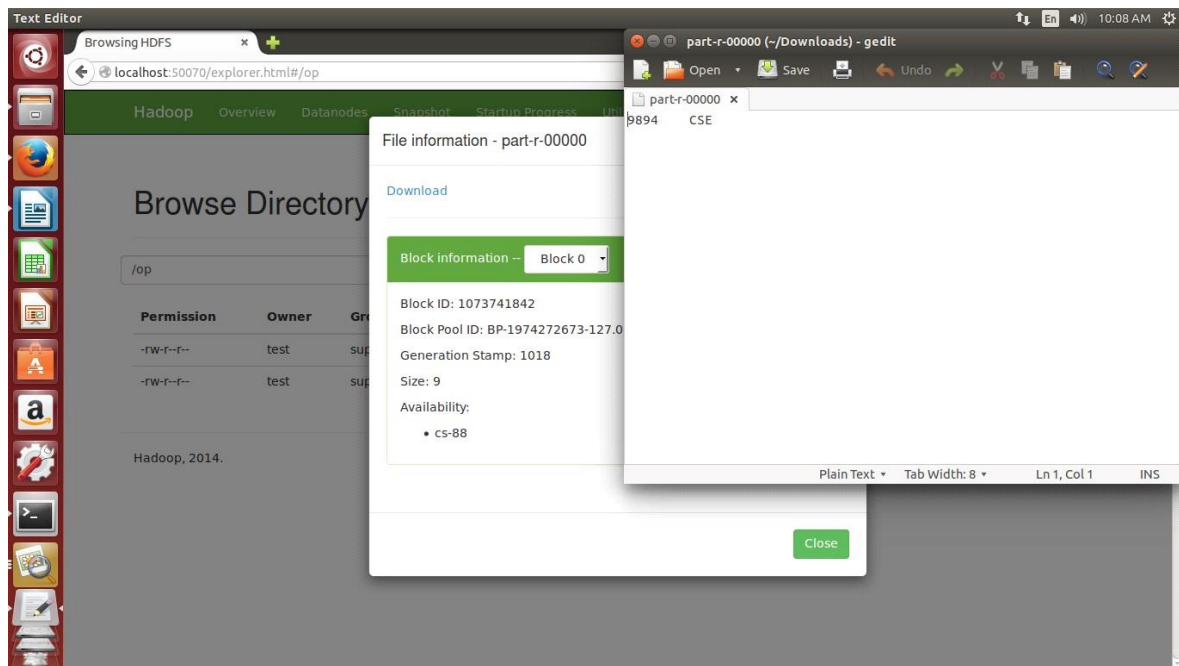 Text Editor
En
10:08 AM
Browsing HDFS
localhost:50070/explorer.html#/op
Hadoop Overview Datanodes Snapshot Startup Progress
Browse Directory
/op
Permission Owner
-rw-r--r-- test
-rw-r--r-- test
Hadoop, 2014.
File information - part-r-00000
Download
Block information -- Block 0
Block ID: 1073741842
Block Pool ID: BP-1974272673-127.0
Generation Stamp: 1018
Size: 9
Availability:
• cs-88
Close
part-r-00000 (~/Downloads) - gedit
Open Save Undo
part-r-00000
9894 CSE
Plain Text Tab Width: 8 Ln 1, Col 1 INS